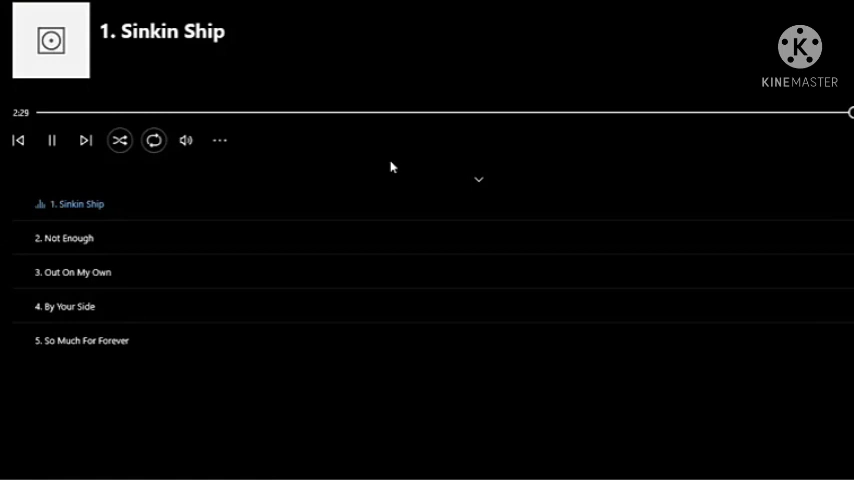 1. Sinkin Ship
K
KINEMASTER
2:29
1. Sinkin Ship
2. Not Enough
3. Out On My Own
4. By Your Side
5. So Much For Forever